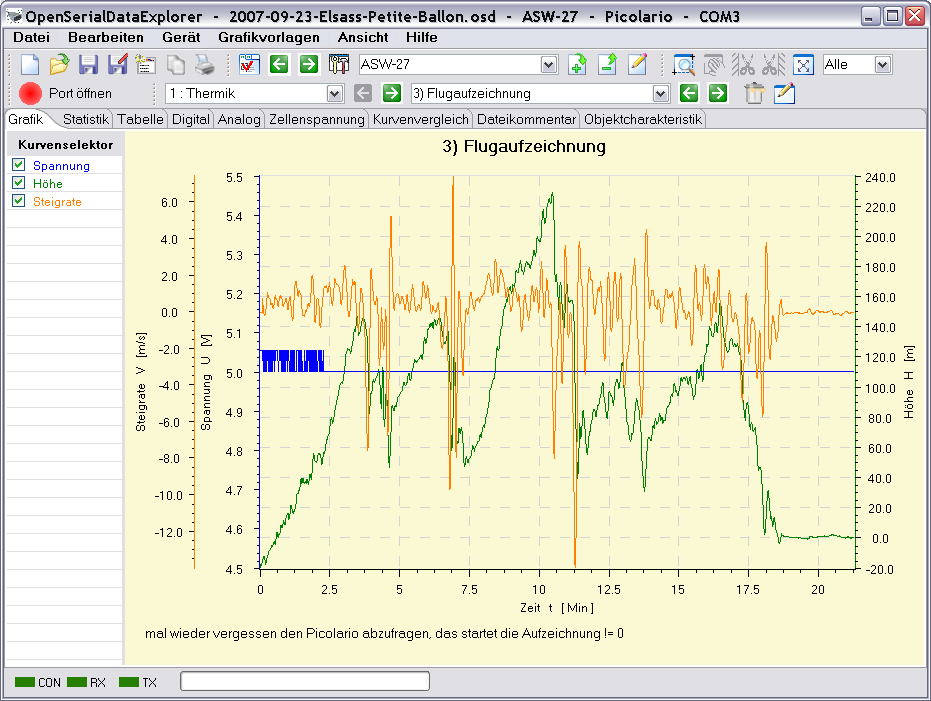 OpenSerialDataExplorer - 2007-09-23-Elsass-Petite-Ballon.osd - ASW-27 - Picolario - COM3
Datei Bearbeiten Gerät Grafikvorlagen Ansicht Hilfe
ASW-27 Alle
Port öffnen 1 : Thermik 3) Flugaufzeichnung
Grafik Statistik Tabelle Digital Analog Zellenspannung Kurvenvergleich Dateikommentar Objektcharakteristik
Kurvenselektor
Spannung
Höhe
Steigrate
3) Flugaufzeichnung
Steigrate V [m/s]
6.0
4.0
2.0
0.0
-2.0
-4.0
-6.0
-8.0
-10.0
-12.0
Spannung U [V]
5.5
5.4
5.3
5.2
5.1
5.0
4.9
4.8
4.7
4.6
4.5
240.0
220.0
200.0
180.0
160.0
140.0
120.0
100.0
80.0
60.0
40.0
20.0
0.0
-20.0
Höhe H [m]
0 2.5 5 7.5 10 12.5 15 17.5 20
Zeit t [Min]
mal wieder vergessen den Picolario abzufragen, das startet die Aufzeichnung != 0
CON RX TX